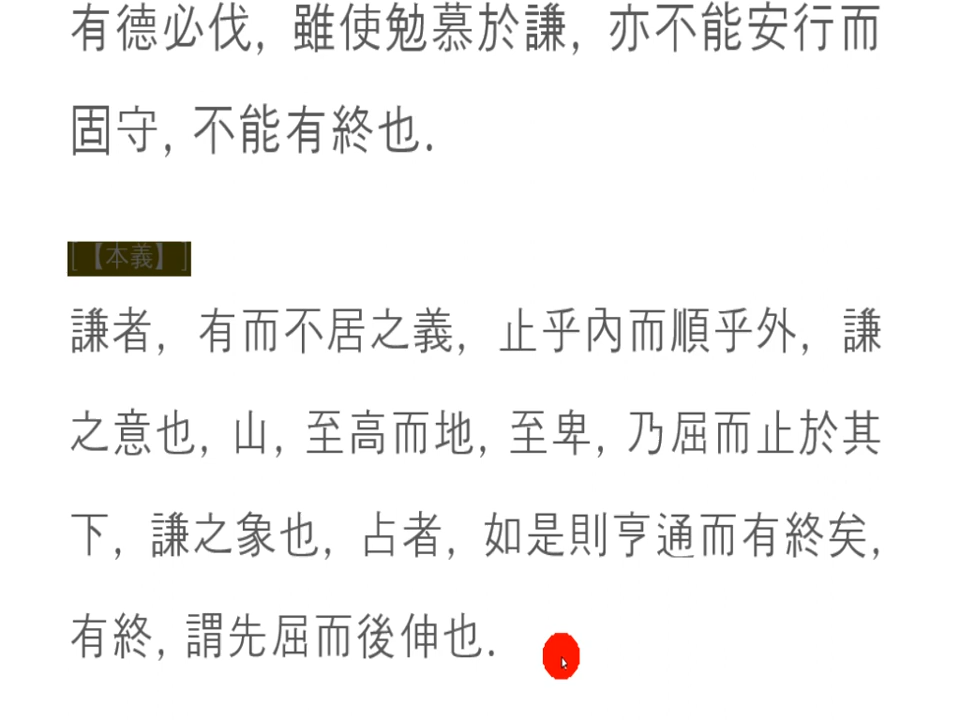 有德必伐, 雖使勉慕於謙, 亦不能安行而
固守, 不能有終也.
[【本義】]
謙者, 有而不居之義, 止乎內而順乎外, 謙
之意也, 山, 至高而地, 至卑, 乃屈而止於其
下, 謙之象也, 占者, 如是則亨通而有終矣,
有終, 謂先屈而後伸也.